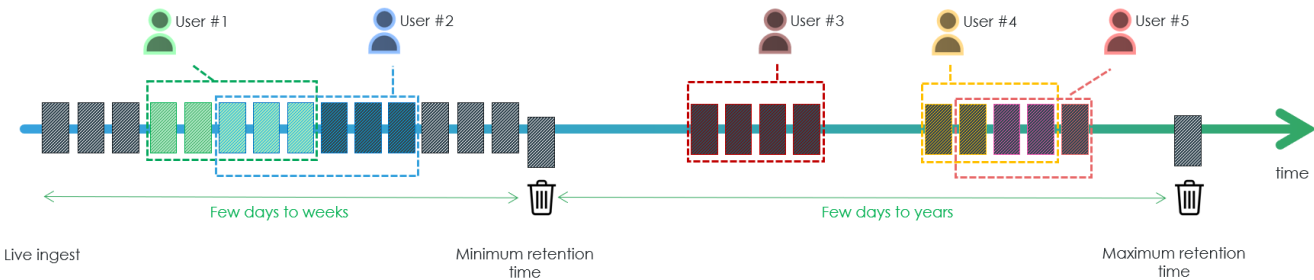 User #1
User #2
User #3
User #4
User #5
time
Few days to weeks
Few days to years
Live ingest
Minimum retention
time
Maximum retention
time